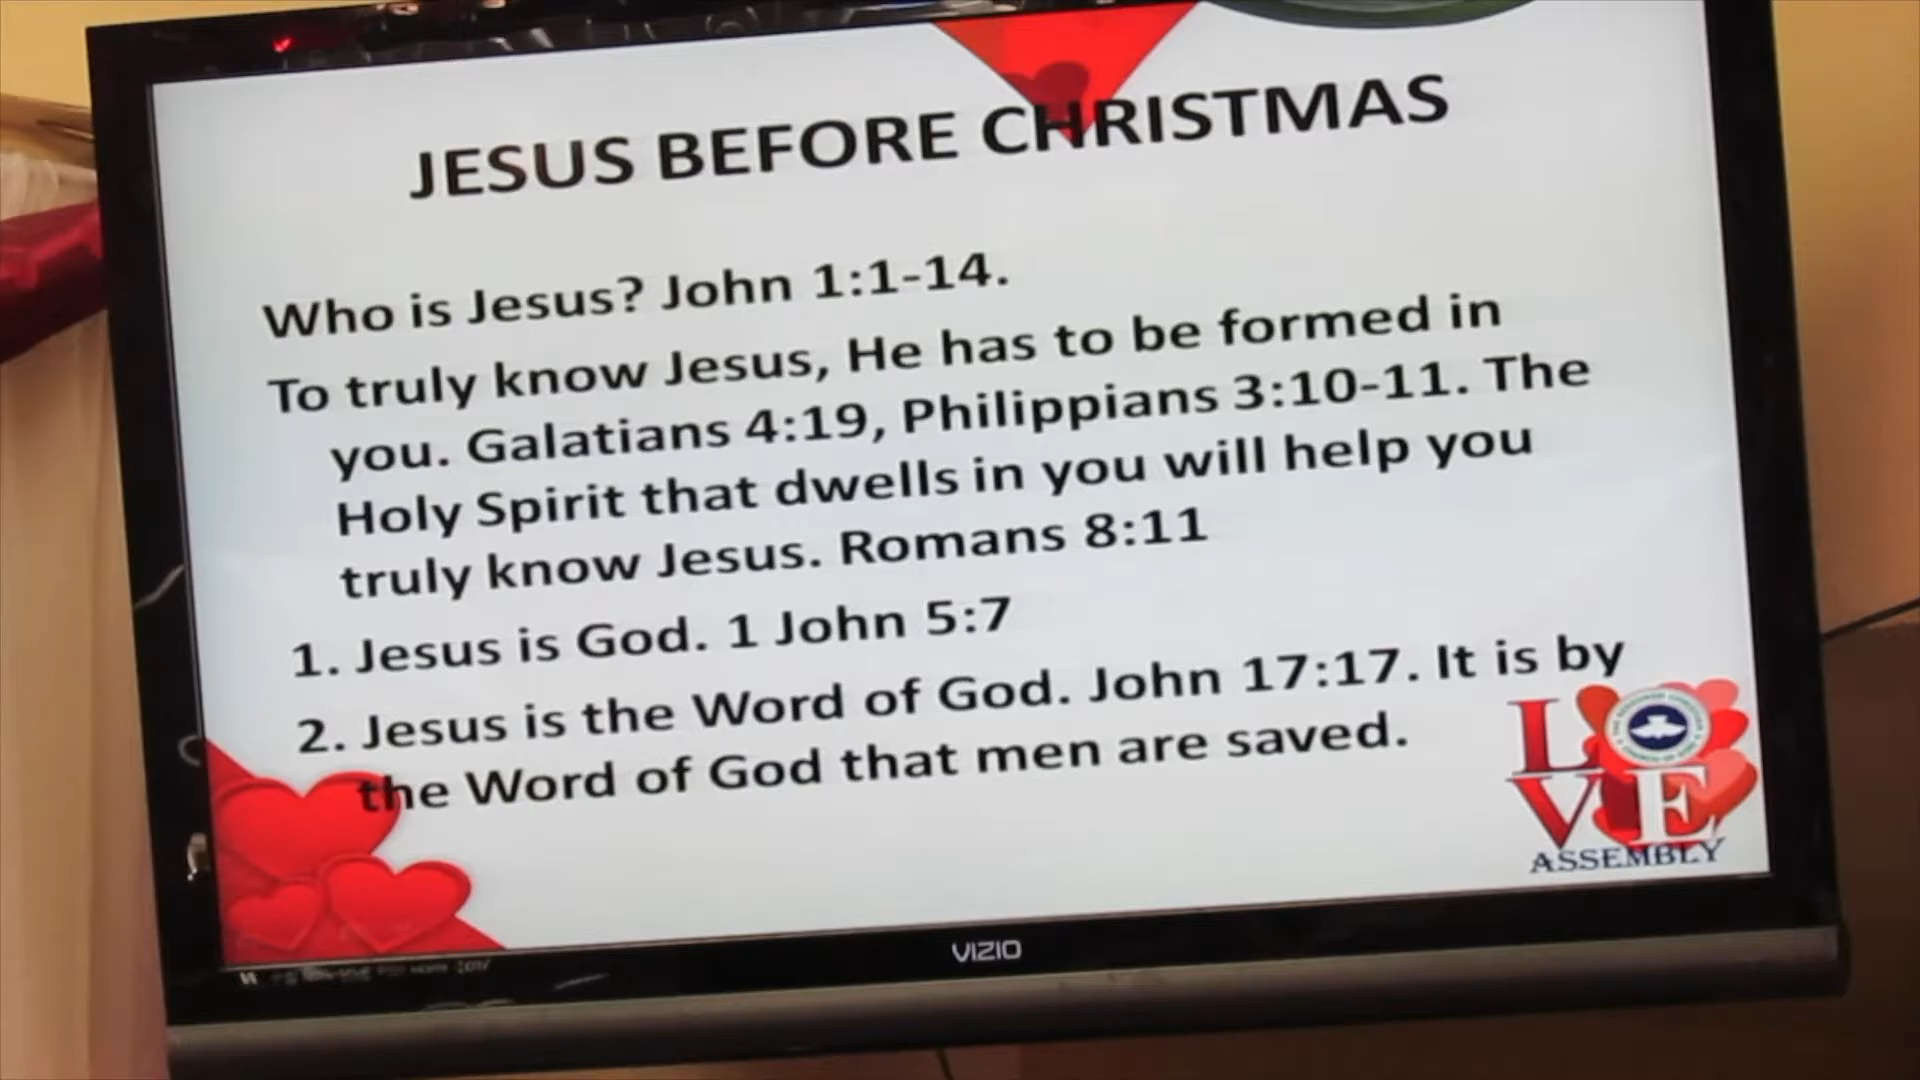 JESUS BEFORE CHRISTMAS
Who is Jesus? John 1:1-14.
To truly know Jesus, He has to be formed in
you. Galatians 4:19, Philippians 3:10-11. The
Holy Spirit that dwells in you will help you
truly know Jesus. Romans 8:11
1. Jesus is God. 1 John 5:7
2. Jesus is the Word of God. John 17:17. It is by
the Word of God that men are saved.
LOVE
ASSEMBLY
VIZIO